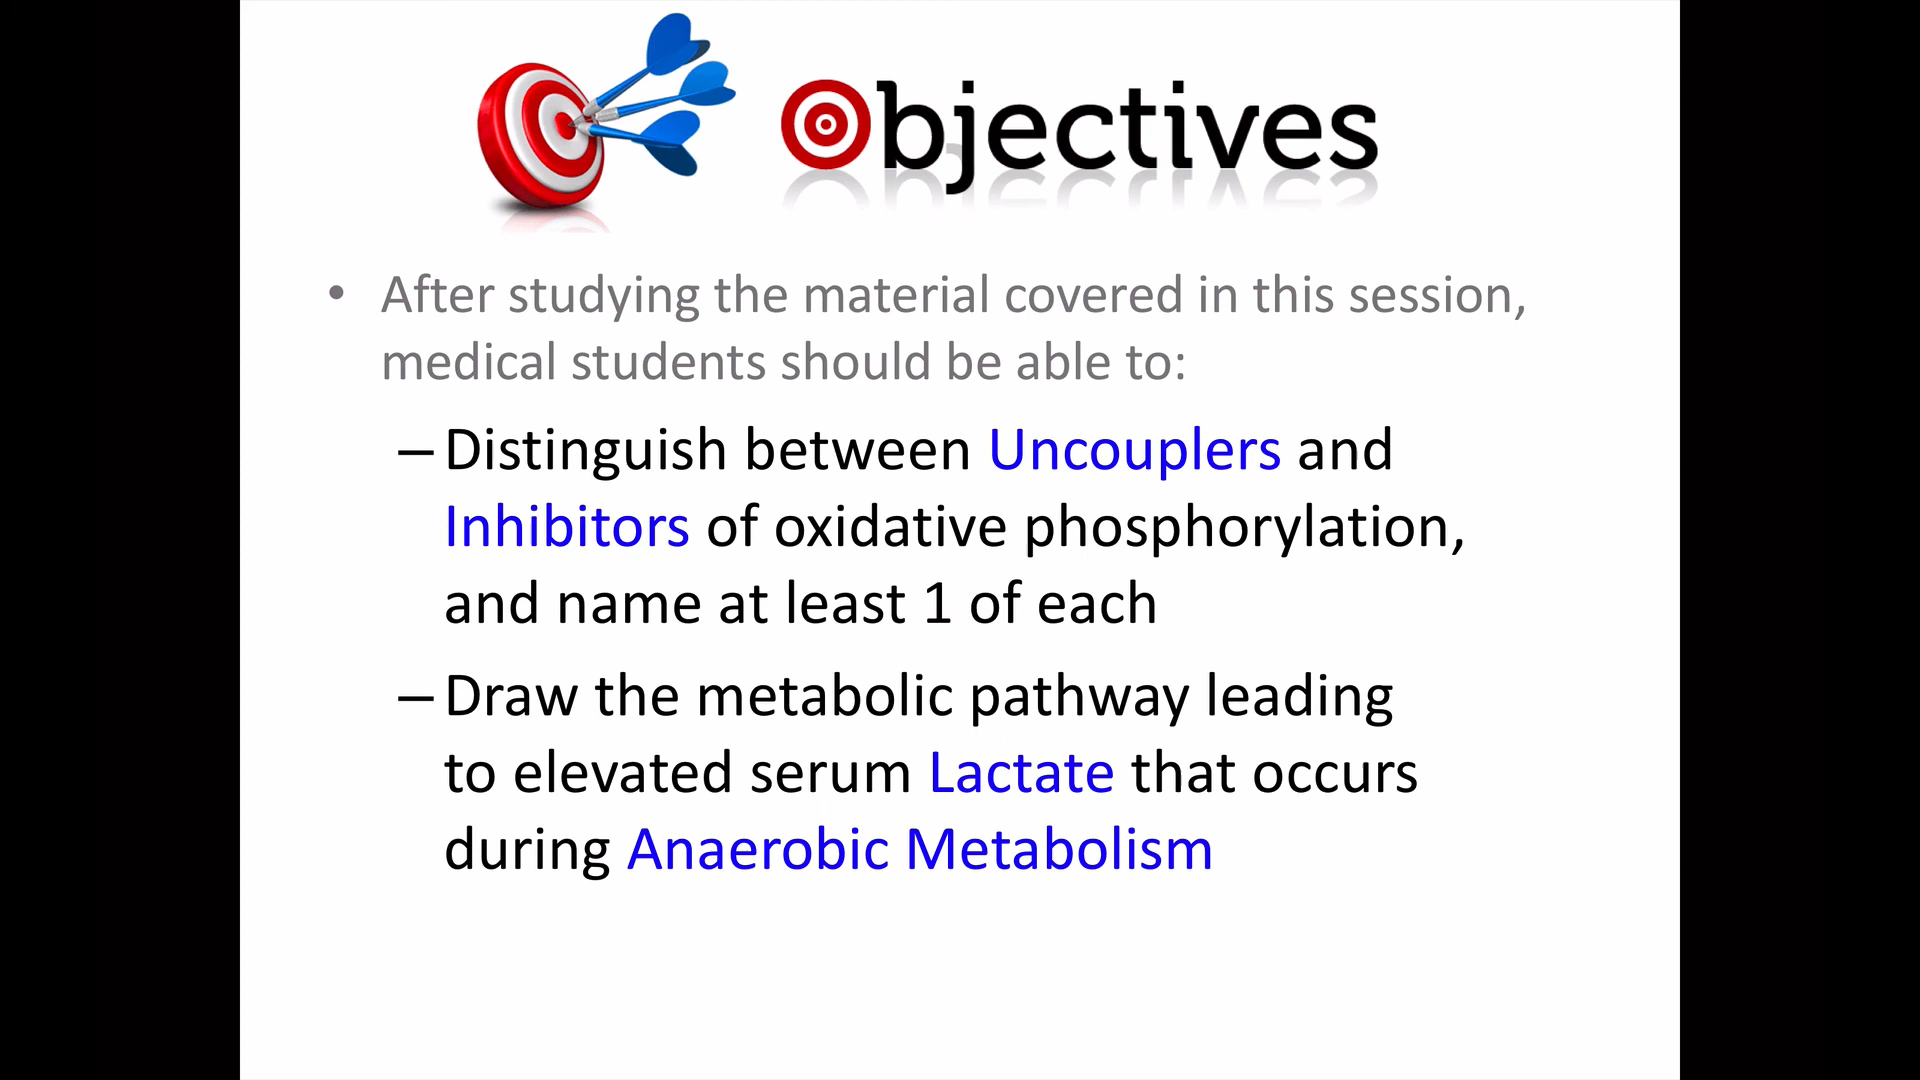 Objectives
• After studying the material covered in this session,
medical students should be able to:
– Distinguish between Uncouplers and
Inhibitors of oxidative phosphorylation,
and name at least 1 of each
– Draw the metabolic pathway leading
to elevated serum Lactate that occurs
during Anaerobic Metabolism